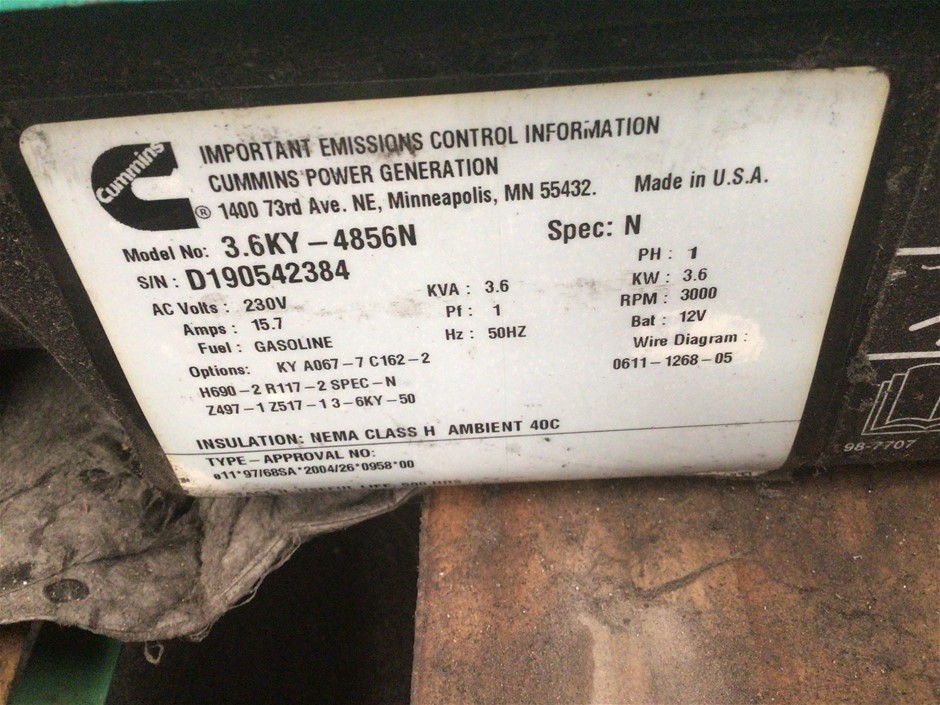 Cummins
IMPORTANT EMISSIONS CONTROL INFORMATION
CUMMINS POWER GENERATION
® 1400 73rd Ave. NE, Minneapolis, MN 55432. Made in U.S.A.
Model No: 3.6KY-4856N Spec: N
S/N: D190542384 PH: 1
AC Volts: 230V KVA: 3.6 KW: 3.6
Amps: 15.7 Pf: 1 RPM: 3000
Fuel: GASOLINE Hz: 50HZ Bat: 12V
Options: KY A067-7 C162-2 Wire Diagram:
H690-2 R117-2 SPEC-N 0611-1268-05
Z497-1 Z517-1 3-6KY-50
INSULATION: NEMA CLASS H AMBIENT 40C
TYPE-APPROVAL NO:
e11*97/68SA*2004/26*0958*00
USEFUL LIFE: 500 HRS
98-7707